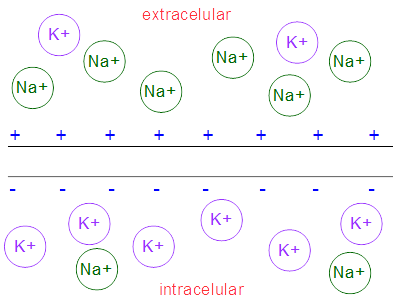 extracelular
K+ K+
Na+ Na+ Na+
Na+ Na+ Na+
+ + + + + + + +
- - - - - - - -
K+ K+ K+ K+ K+ K+
Na+ Na+
intracelular